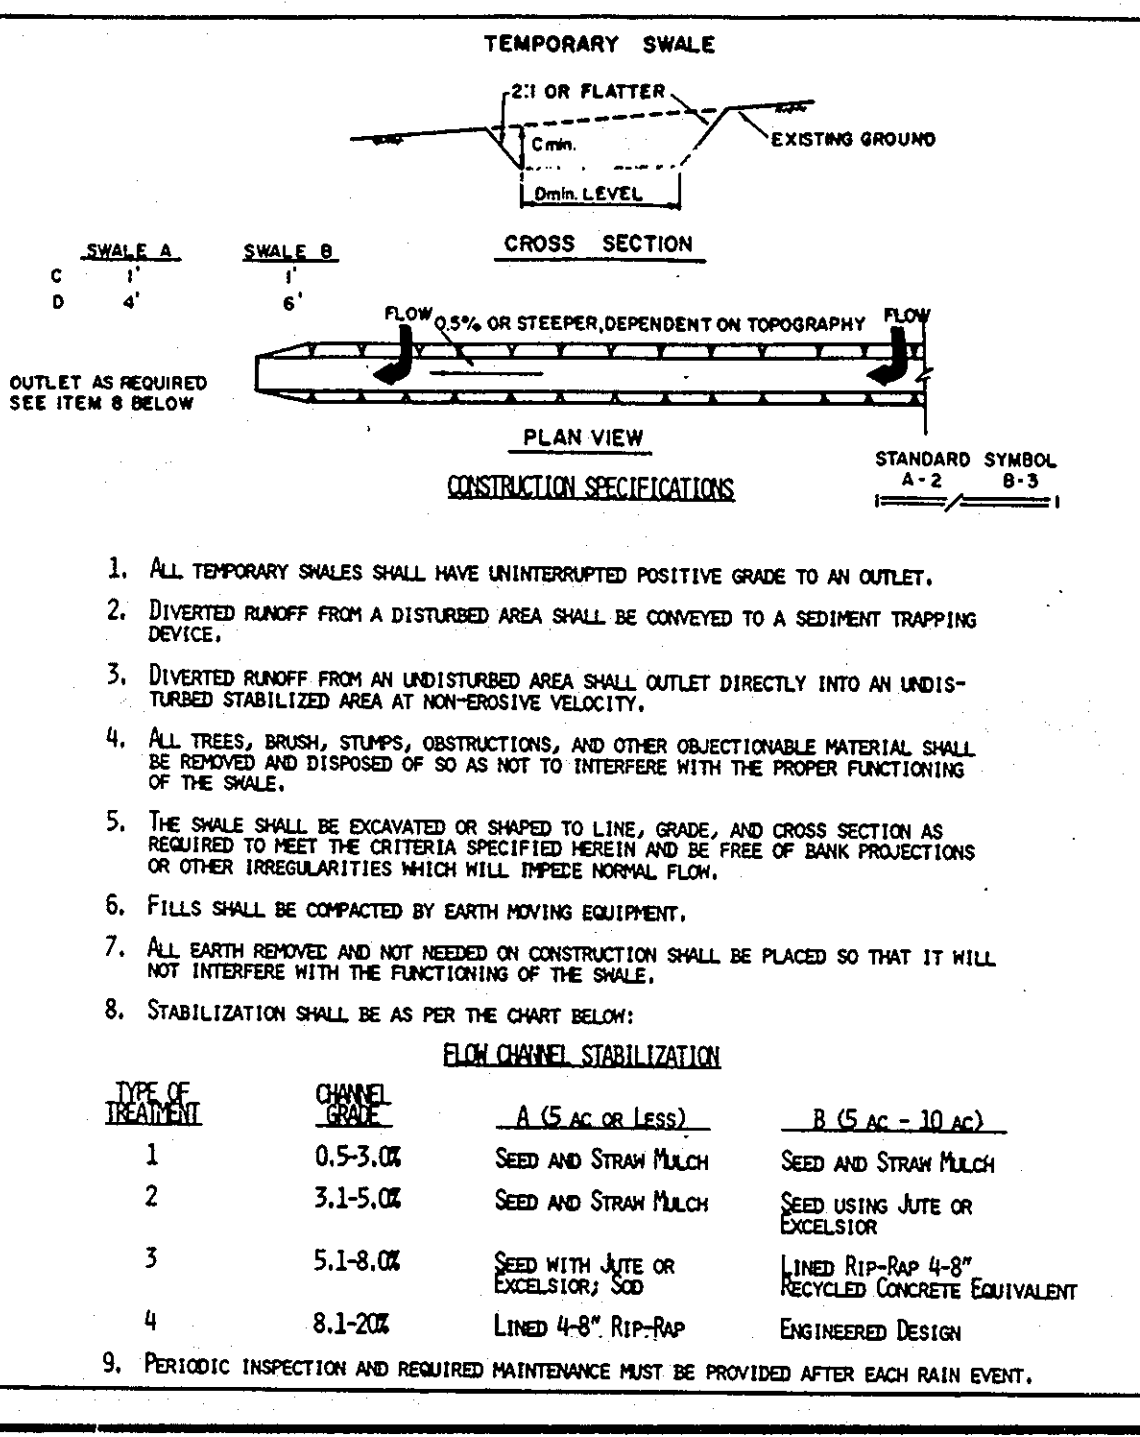 TEMPORARY SWALE
2:1 OR FLATTER
C min.
EXISTING GROUND
Dmin. LEVEL
CROSS SECTION
SWALE A SWALE B
C 1' 1'
D 4' 6'
FLOW 0.5% OR STEEPER, DEPENDENT ON TOPOGRAPHY FLOW
OUTLET AS REQUIRED
SEE ITEM 8 BELOW
PLAN VIEW
STANDARD SYMBOL
A-2 B-3
CONSTRUCTION SPECIFICATIONS
1. ALL TEMPORARY SWALES SHALL HAVE UNINTERRUPTED POSITIVE GRADE TO AN OUTLET.
2. DIVERTED RUNOFF FROM A DISTURBED AREA SHALL BE CONVEYED TO A SEDIMENT TRAPPING
DEVICE.
3. DIVERTED RUNOFF FROM AN UNDISTURBED AREA SHALL OUTLET DIRECTLY INTO AN UNDIS-
TURBED STABILIZED AREA AT NON-EROSIVE VELOCITY.
4. ALL TREES, BRUSH, STUMPS, OBSTRUCTIONS, AND OTHER OBJECTIONABLE MATERIAL SHALL
BE REMOVED AND DISPOSED OF SO AS NOT TO INTERFERE WITH THE PROPER FUNCTIONING
OF THE SWALE.
5. THE SWALE SHALL BE EXCAVATED OR SHAPED TO LINE, GRADE, AND CROSS SECTION AS
REQUIRED TO MEET THE CRITERIA SPECIFIED HEREIN AND BE FREE OF BANK PROJECTIONS
OR OTHER IRREGULARITIES WHICH WILL IMPEDE NORMAL FLOW.
6. FILLS SHALL BE COMPACTED BY EARTH MOVING EQUIPMENT.
7. ALL EARTH REMOVED AND NOT NEEDED ON CONSTRUCTION SHALL BE PLACED SO THAT IT WILL
NOT INTERFERE WITH THE FUNCTIONING OF THE SWALE.
8. STABILIZATION SHALL BE AS PER THE CHART BELOW:
FLOW CHANNEL STABILIZATION
TYPE OF CHANNEL
TREATMENT GRADE A (5 AC OR LESS) B (5 AC - 10 AC)
1 0.5-3.0% SEED AND STRAW MULCH SEED AND STRAW MULCH
2 3.1-5.0% SEED AND STRAW MULCH SEED USING JUTE OR
EXCELSIOR
3 5.1-8.0% SEED WITH JUTE OR LINED RIP-RAP 4-8"
EXCELSIOR; SOD RECYCLED CONCRETE EQUIVALENT
4 8.1-20% LINED 4-8" RIP-RAP ENGINEERED DESIGN
9. PERIODIC INSPECTION AND REQUIRED MAINTENANCE MUST BE PROVIDED AFTER EACH RAIN EVENT.